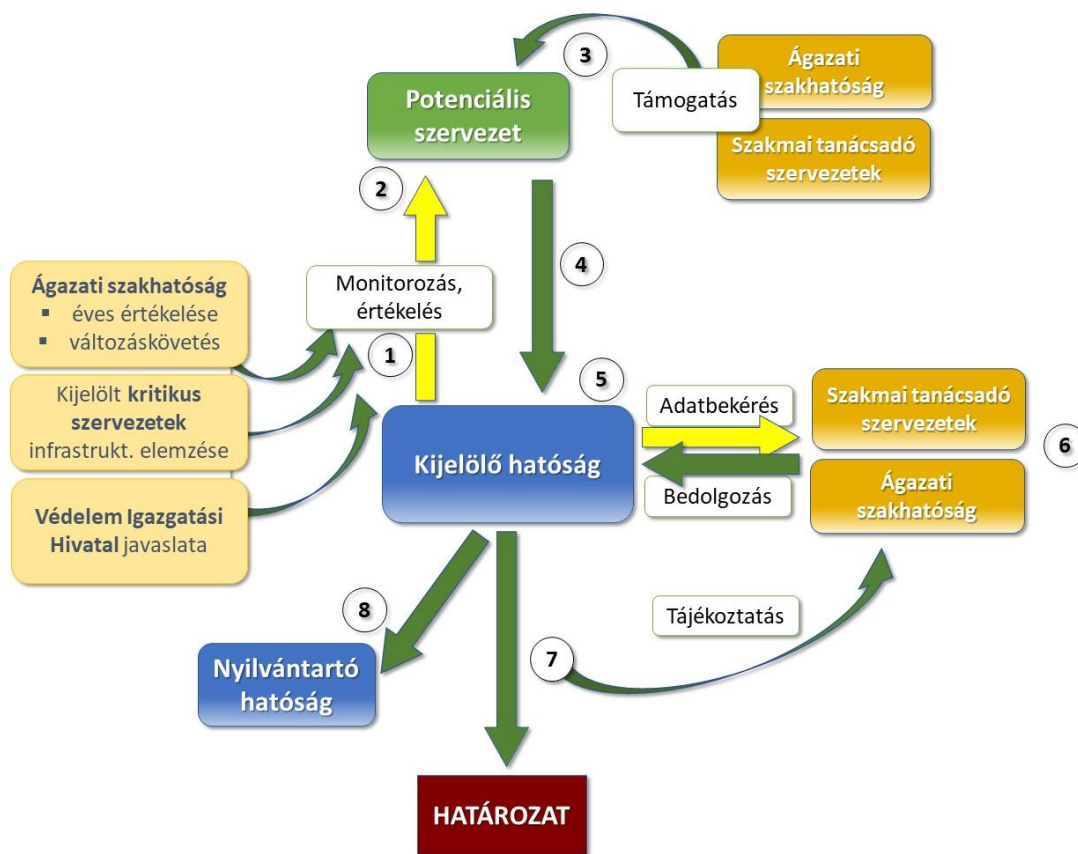 3
Ágazati
szakhatóság
Támogatás
Potenciális
szervezet
Szakmai tanácsadó
szervezetek
2
4
Ágazati szakhatóság
▪ éves értékelése
▪ változáskövetés
Monitorozás,
értékelés
1
Kijelölt kritikus
szervezetek
infrastrukt. elemzése
5
Adatbekérés
Szakmai tanácsadó
szervezetek
6
Kijelölő hatóság
Bedolgozás
Ágazati
szakhatóság
Védelem Igazgatási
Hivatal javaslata
8
Tájékoztatás
7
Nyilvántartó
hatóság
HATÁROZAT